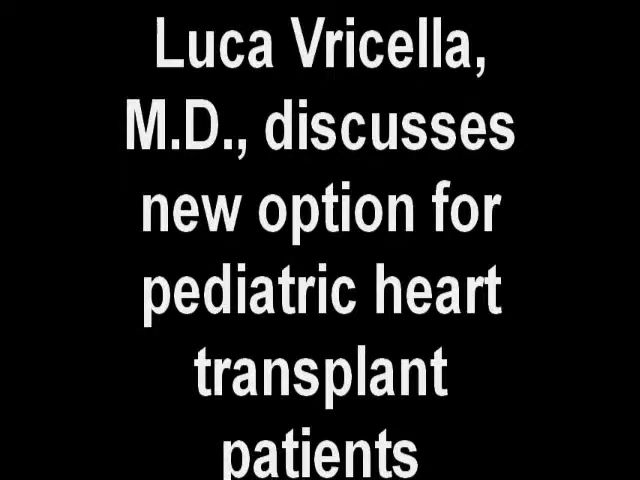 Luca Vricella,
M.D., discusses
new option for
pediatric heart
transplant
patients